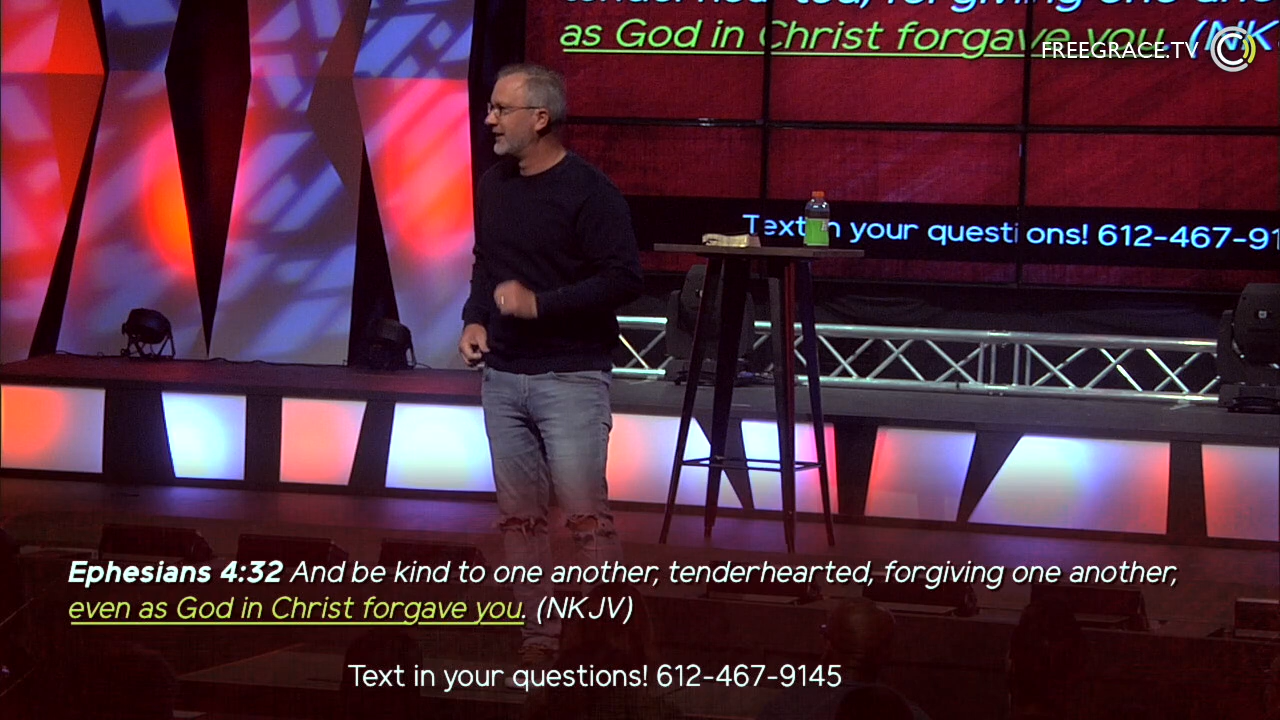 as God in Christ forgave you. (NK
FREEGRACE.TV
Text in your questions! 612-467-91
Ephesians 4:32 And be kind to one another, tenderhearted, forgiving one another,
even as God in Christ forgave you. (NKJV)
Text in your questions! 612-467-9145